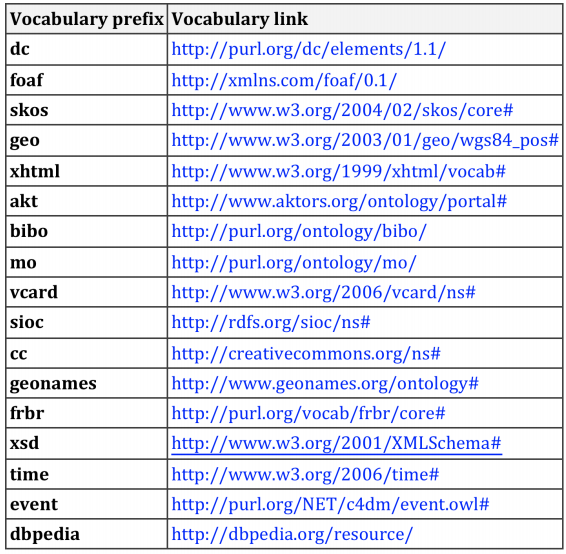 Vocabulary prefix Vocabulary link
dc http://purl.org/dc/elements/1.1/
foaf http://xmlns.com/foaf/0.1/
skos http://www.w3.org/2004/02/skos/core#
geo http://www.w3.org/2003/01/geo/wgs84_pos#
xhtml http://www.w3.org/1999/xhtml/vocab#
akt http://www.aktors.org/ontology/portal#
bibo http://purl.org/ontology/bibo/
mo http://purl.org/ontology/mo/
vcard http://www.w3.org/2006/vcard/ns#
sioc http://rdfs.org/sioc/ns#
cc http://creativecommons.org/ns#
geonames http://www.geonames.org/ontology#
frbr http://purl.org/vocab/frbr/core#
xsd http://www.w3.org/2001/XMLSchema#
time http://www.w3.org/2006/time#
event http://purl.org/NET/c4dm/event.owl#
dbpedia http://dbpedia.org/resource/